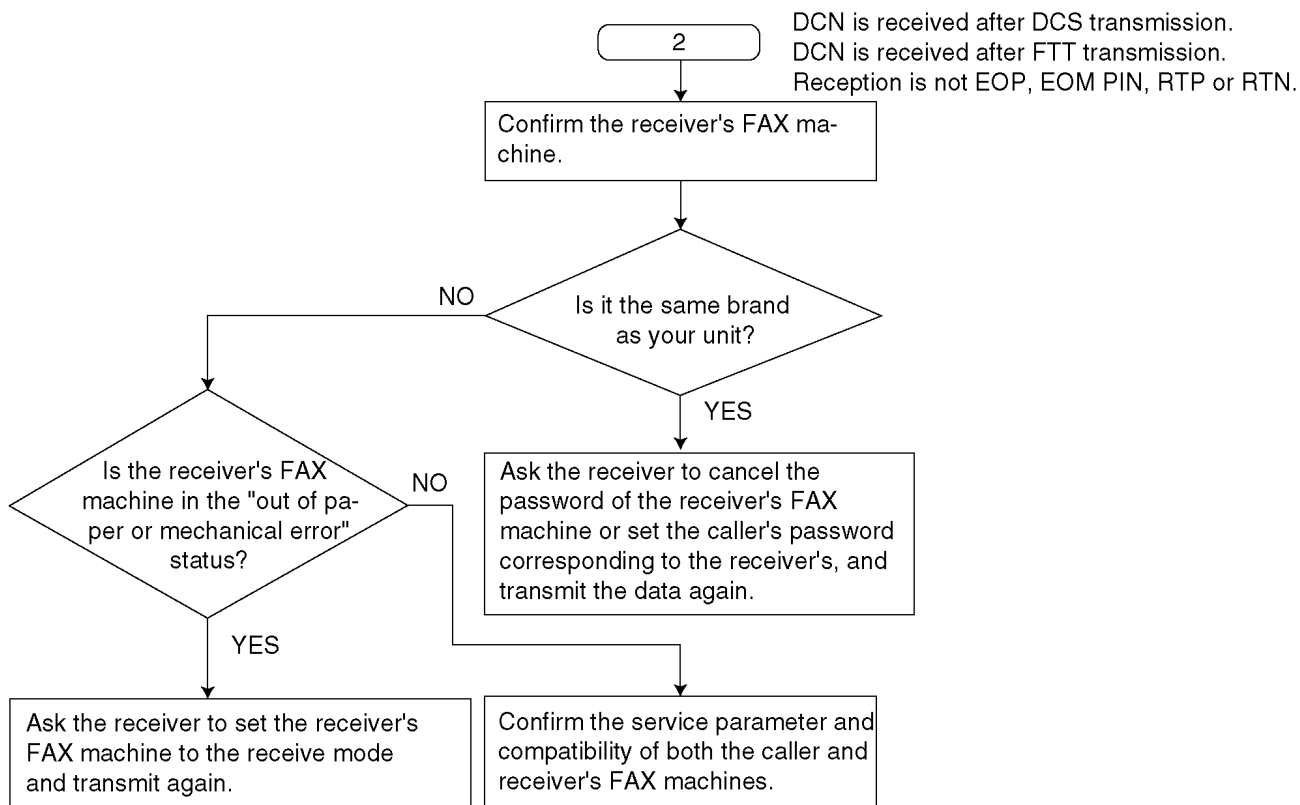 2
DCN is received after DCS transmission.
DCN is received after FTT transmission.
Reception is not EOP, EOM PIN, RTP or RTN.
Confirm the receiver's FAX ma-
chine.
Is it the same brand
as your unit?
NO
YES
Is the receiver's FAX
machine in the "out of pa-
per or mechanical error"
status?
NO
YES
Ask the receiver to cancel the
password of the receiver's FAX
machine or set the caller's password
corresponding to the receiver's, and
transmit the data again.
Ask the receiver to set the receiver's
FAX machine to the receive mode
and transmit again.
Confirm the service parameter and
compatibility of both the caller and
receiver's FAX machines.